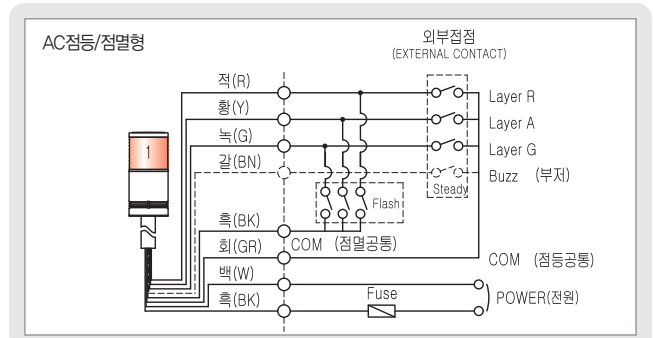 AC점등/점멸형
외부접점
(EXTERNAL CONTACT)
적(R)
Layer R
황(Y)
Layer A
녹(G)
Layer G
갈(BN)
Buzz (부저)
Steady
Flash
1
흑(BK)
COM (점멸공통)
회(GR)
COM (점등공통)
백(W)
Fuse
POWER(전원)
흑(BK)